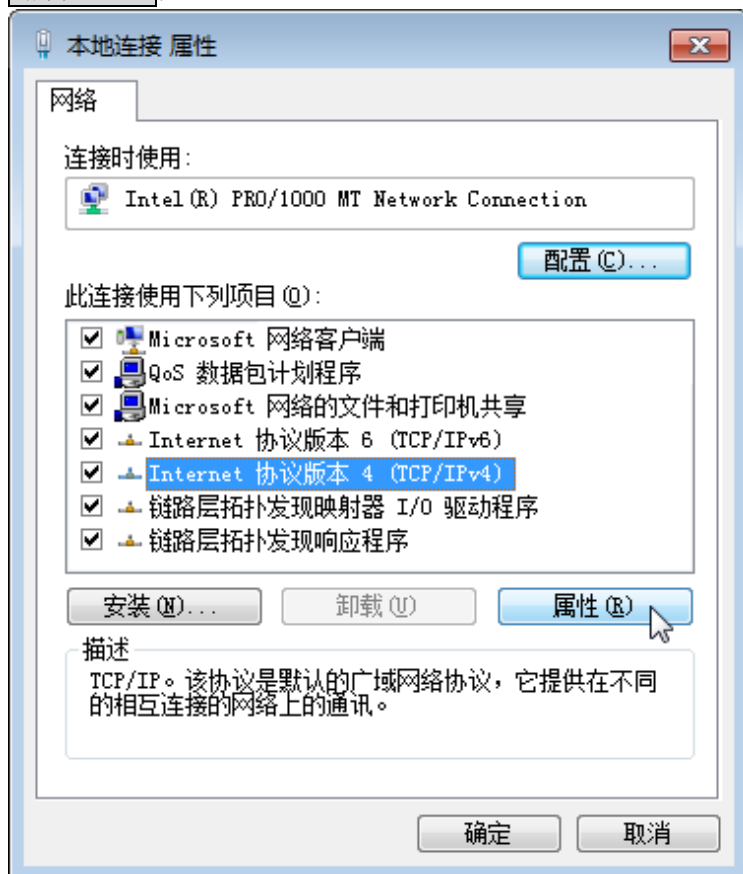 本地连接 属性
网络
连接时使用:
Intel(R) PRO/1000 MT Network Connection
配置(C)...
此连接使用下列项目(O):
Microsoft 网络客户端
QoS 数据包计划程序
Microsoft 网络的文件和打印机共享
Internet 协议版本 6 (TCP/IPv6)
Internet 协议版本 4 (TCP/IPv4)
链路层拓扑发现映射器 I/O 驱动程序
链路层拓扑发现响应程序
安装(N)... 卸载(U) 属性(R)
描述
TCP/IP。该协议是默认的广域网络协议，它提供在不同
的相互连接的网络上的通讯。
确定 取消